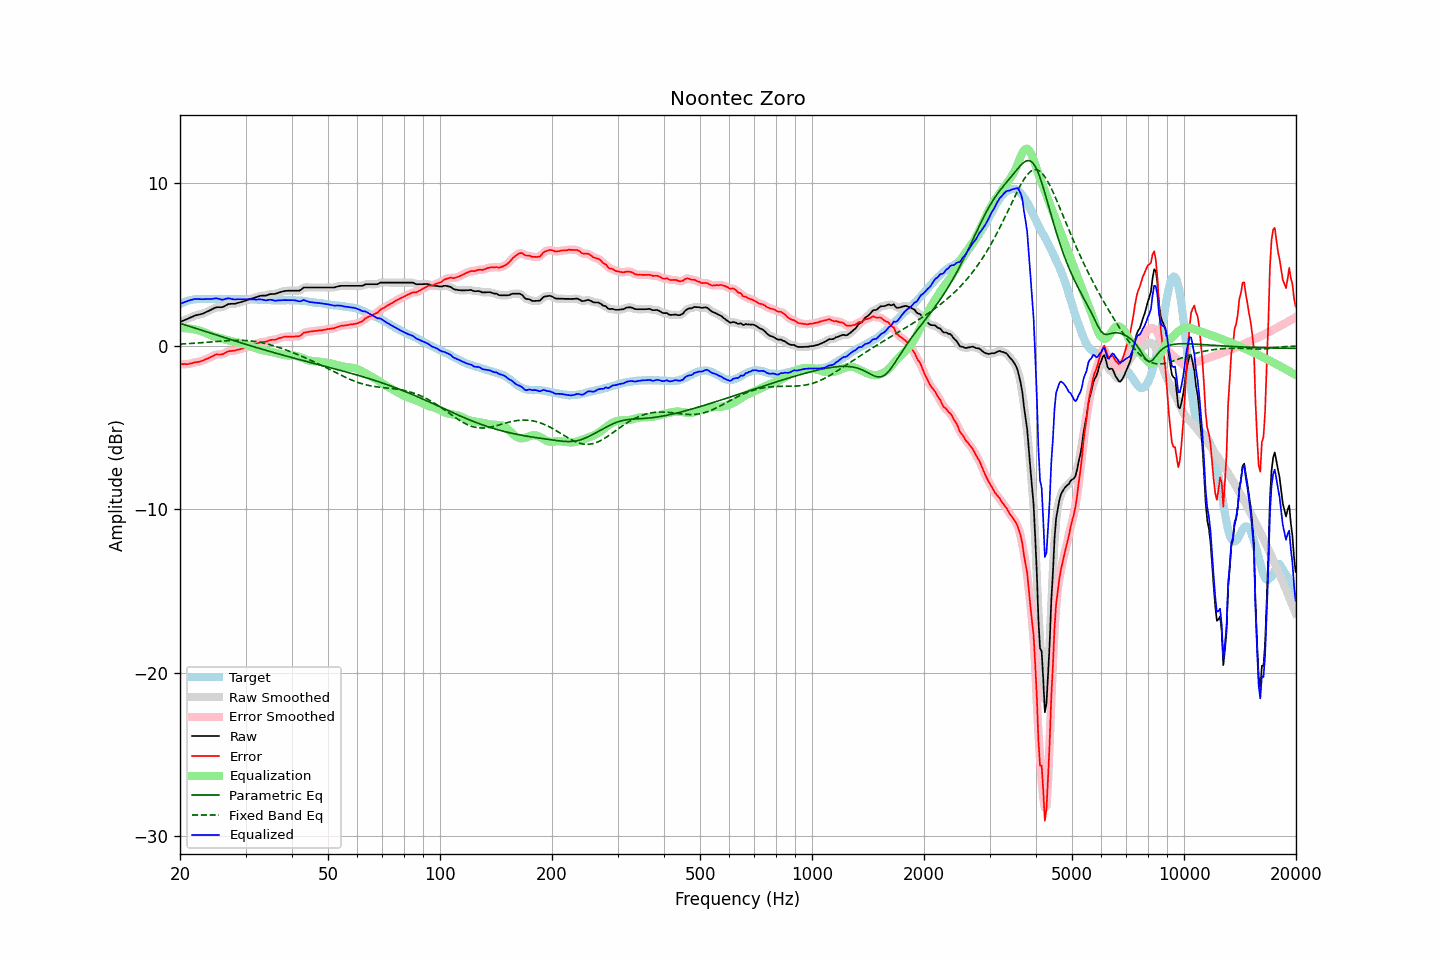 Noontec Zoro
Amplitude (dBr)
10
0
−10
−20
−30
Target
Raw Smoothed
Error Smoothed
Raw
Error
Equalization
Parametric Eq
Fixed Band Eq
Equalized
20 50 100 200 500 1000 2000 5000 10000 20000
Frequency (Hz)